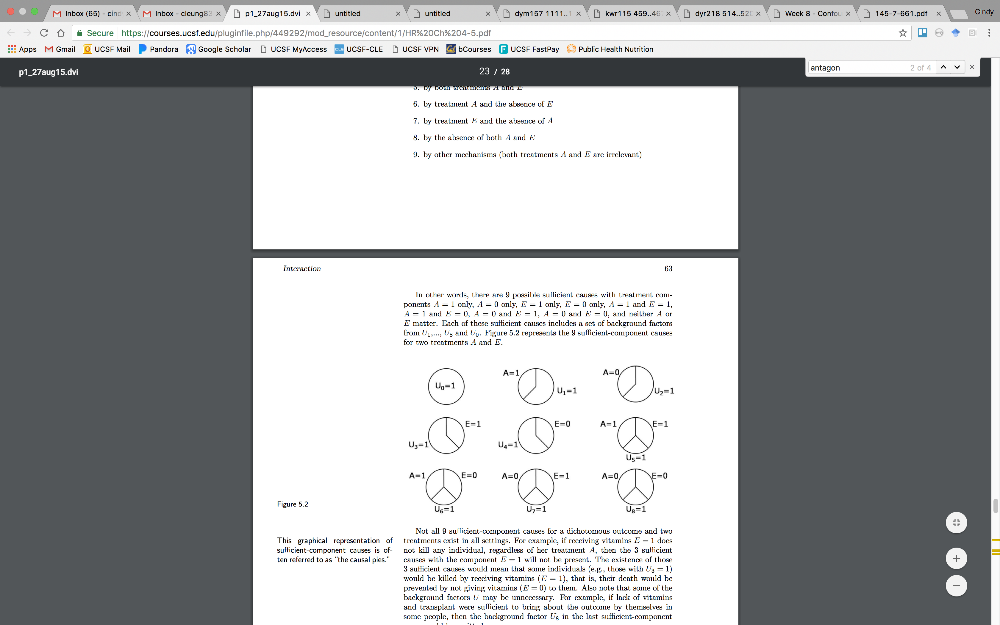 Inbox (65) - cind
Inbox - cleung83
p1_27aug15.dvi
untitled
untitled
dym157 1111..1
kwr115 459..467
dyr218 514..520
Week 8 - Confou
145-7-661.pdf
Cindy
Secure https://courses.ucsf.edu/pluginfile.php/449292/mod_resource/content/1/HR%20Ch%204-5.pdf
Apps Gmail UCSF Mail Pandora Google Scholar UCSF MyAccess CLE UCSF-CLE UCSF VPN Cal bCourses F UCSF FastPay Public Health Nutrition
p1_27aug15.dvi 23 / 28
antagon 2 of 4
5. by both treatments A and E
6. by treatment A and the absence of E
7. by treatment E and the absence of A
8. by the absence of both A and E
9. by other mechanisms (both treatments A and E are irrelevant)
Interaction 63
In other words, there are 9 possible sufficient causes with treatment com-
ponents A = 1 only, A = 0 only, E = 1 only, E = 0 only, A = 1 and E = 1,
A = 1 and E = 0, A = 0 and E = 1, A = 0 and E = 0, and neither A or
E matter. Each of these sufficient causes includes a set of background factors
from U₁,..., U₈ and U₀. Figure 5.2 represents the 9 sufficient-component causes
for two treatments A and E.
U₀=1
A=1 U₁=1
A=0 U₂=1
E=1 U₃=1
E=0 U₄=1
A=1 E=1 U₅=1
A=1 E=0 U₆=1
A=0 E=1 U₇=1
A=0 E=0 U₈=1
Figure 5.2
This graphical representation of
sufficient-component causes is of-
ten referred to as “the causal pies.”
Not all 9 sufficient-component causes for a dichotomous outcome and two
treatments exist in all settings. For example, if receiving vitamins E = 1 does
not kill any individual, regardless of her treatment A, then the 3 sufficient
causes with the component E = 1 will not be present. The existence of those
3 sufficient causes would mean that some individuals (e.g., those with U₃ = 1)
would be killed by receiving vitamins (E = 1), that is, their death would be
prevented by not giving vitamins (E = 0) to them. Also note that some of the
background factors U may be unnecessary. For example, if lack of vitamins
and transplant were sufficient to bring about the outcome by themselves in
some people, then the background factor U₈ in the last sufficient-component